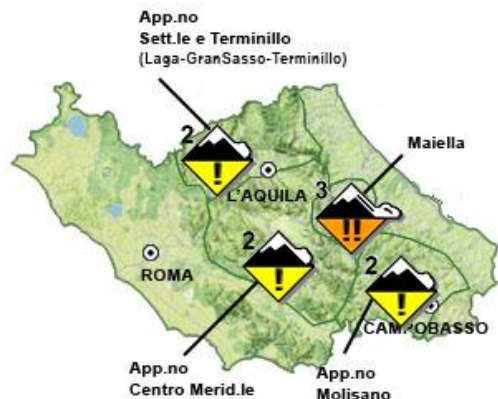 App.no
Sett.le e Terminillo
(Laga-GranSasso-Terminillo)
Maiella
2
!
L'AQUILA
3
!!
ROMA
2
!
2
!
CAMPOBASSO
App.no
Centro Merid.le
App.no
Molisano